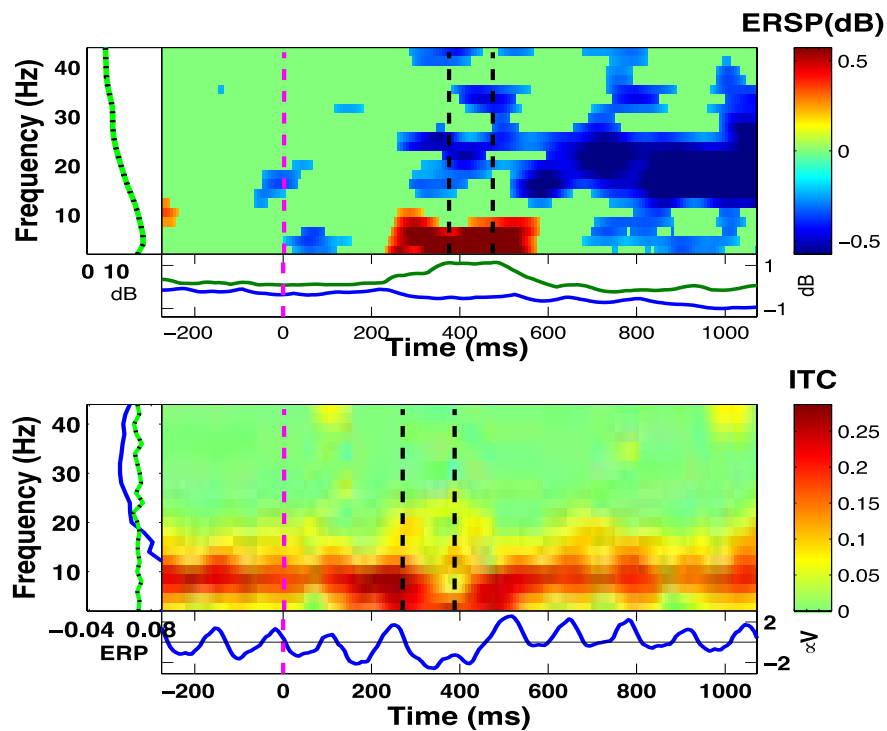 ERSP(dB)
Frequency (Hz)
40
30
20
10
0.5
0
−0.5
0 10
dB
1
−1
dB
−200 0 200 400 600 800 1000
Time (ms)
ITC
Frequency (Hz)
40
30
20
10
0.25
0.2
0.15
0.1
0.05
0
−0.04 0.08
ERP
2
−2
∝V
−200 0 200 400 600 800 1000
Time (ms)